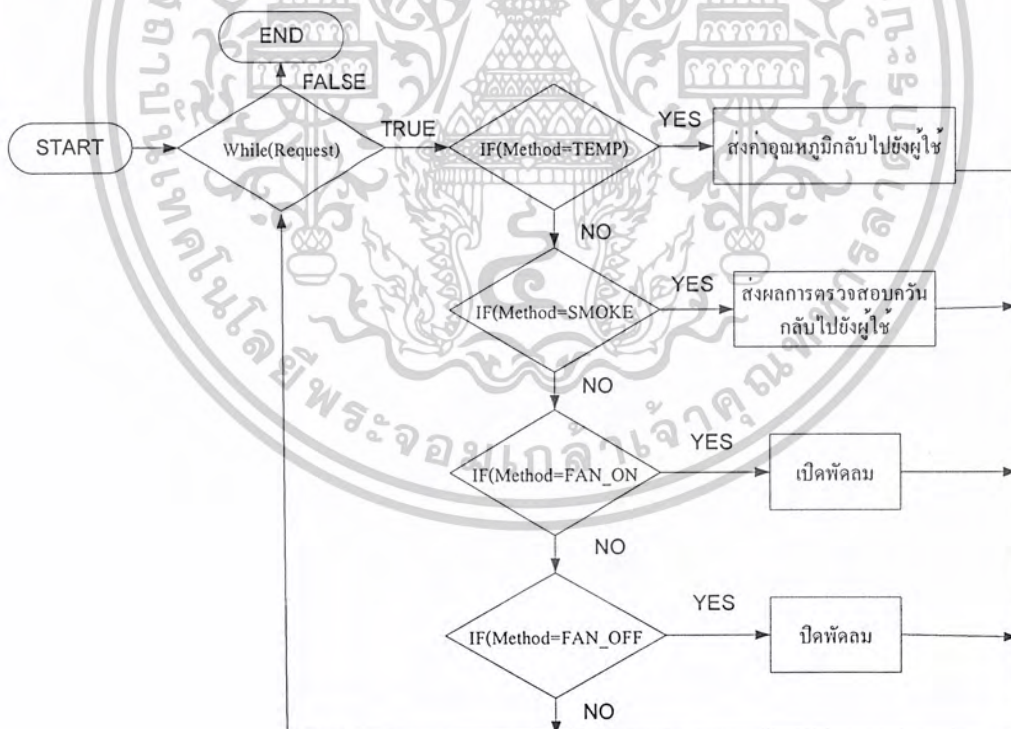 END
FALSE
START
While(Request)
TRUE
IF(Method=TEMP)
YES
ส่งค่าอุณหภูมิกลับไปยังผู้ใช้
NO
IF(Method=SMOKE
YES
ส่งผลการตรวจสอบควัน
กลับไปยังผู้ใช้
NO
IF(Method=FAN_ON
YES
เปิดพัดลม
NO
IF(Method=FAN_OFF
YES
ปิดพัดลม
NO